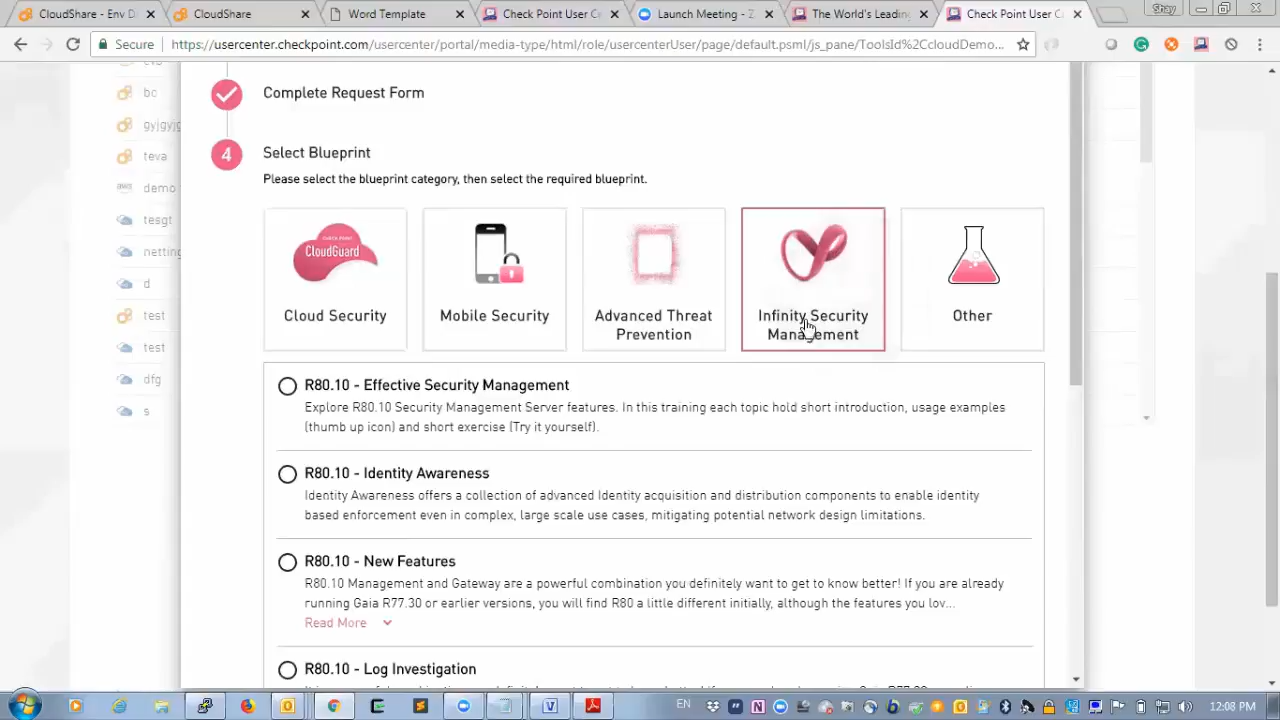 CloudShare - Env D
CloudShare
Word Template
Check Point User C
Launch Meeting - Z
The World's Leading
Check Point User C
Shay
Secure
https://usercenter.checkpoint.com/usercenter/portal/media-type/html/role/usercenterUser/page/default.psml/js_pane/ToolsId%2CcloudDemo...
Complete Request Form
bo
gyjgyjg
teva
demo
tesgt
netting
d
test
test
dfg
s
4
Select Blueprint
Please select the blueprint category, then select the required blueprint.
CHECK POINT
CloudGuard
Cloud Security
Mobile Security
Advanced Threat
Prevention
Infinity Security
Management
Other
R80.10 - Effective Security Management
Explore R80.10 Security Management Server features. In this training each topic hold short introduction, usage examples
(thumb up icon) and short exercise (Try it yourself).
R80.10 - Identity Awareness
Identity Awareness offers a collection of advanced Identity acquisition and distribution components to enable identity
based enforcement even in complex, large scale use cases, mitigating potential network design limitations.
R80.10 - New Features
R80.10 Management and Gateway are a powerful combination you definitely want to get to know better! If you are already
running Gaia R77.30 or earlier versions, you will find R80 a little different initially, although the features you lov...
Read More
R80.10 - Log Investigation
EN
12:08 PM